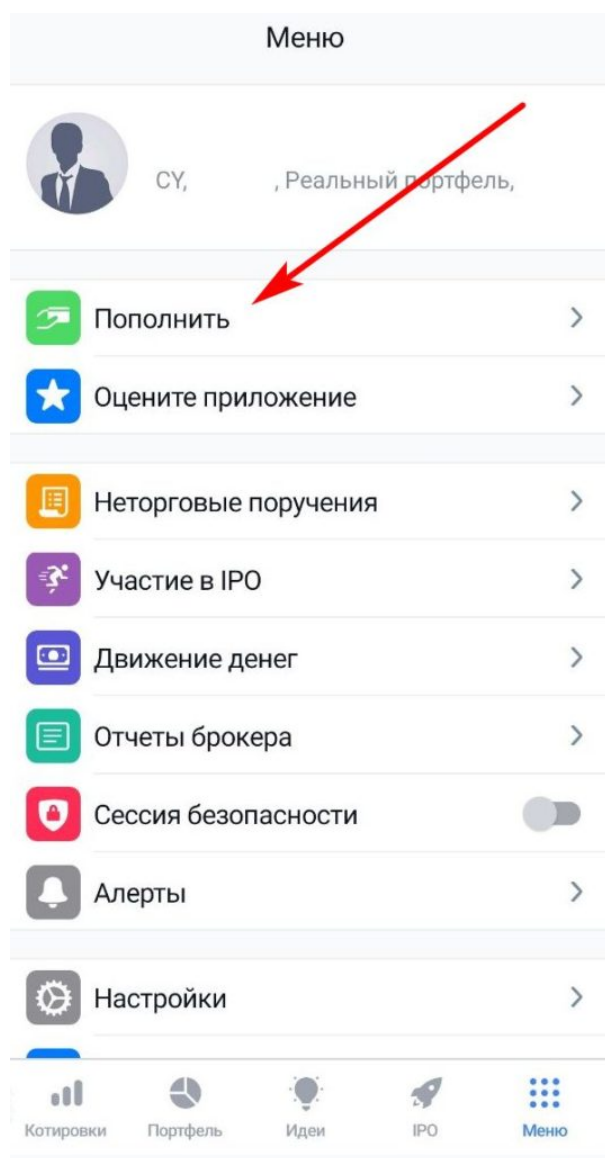 Меню
CY, , Реальный портфель,
Пополнить
Оцените приложение
Неторговые поручения
Участие в IPO
Движение денег
Отчеты брокера
Сессия безопасности
Алерты
Настройки
Котировки Портфель Идеи IPO Меню